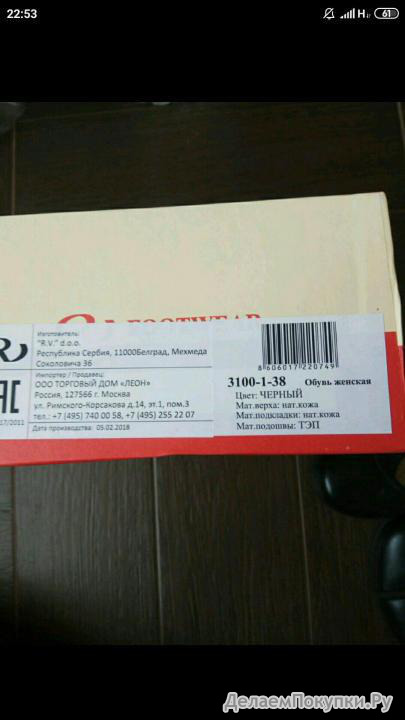 22:53
61
FOOTWEAR
R
Изготовитель:
"R.V." d.o.o.
Республика Сербия, 11000Белград, Мехмеда
Соколовича 36
Импортер / Продавец:
ООО ТОРГОВЫЙ ДОМ «ЛЕОН»
Россия, 127566 г. Москва
ул. Римского-Корсакова д.14, эт.1, пом.3
тел.: +7 (495) 740 00 58, +7 (495) 255 22 07
17/2011
Дата производства: 05.02.2018
8606017220749
3100-1-38 Обувь женская
Цвет: ЧЕРНЫЙ
Мат.верха: нат.кожа
Мат.подкладки: нат.кожа
Мат.подошвы: ТЭП
ДелаемПокупки.Ру